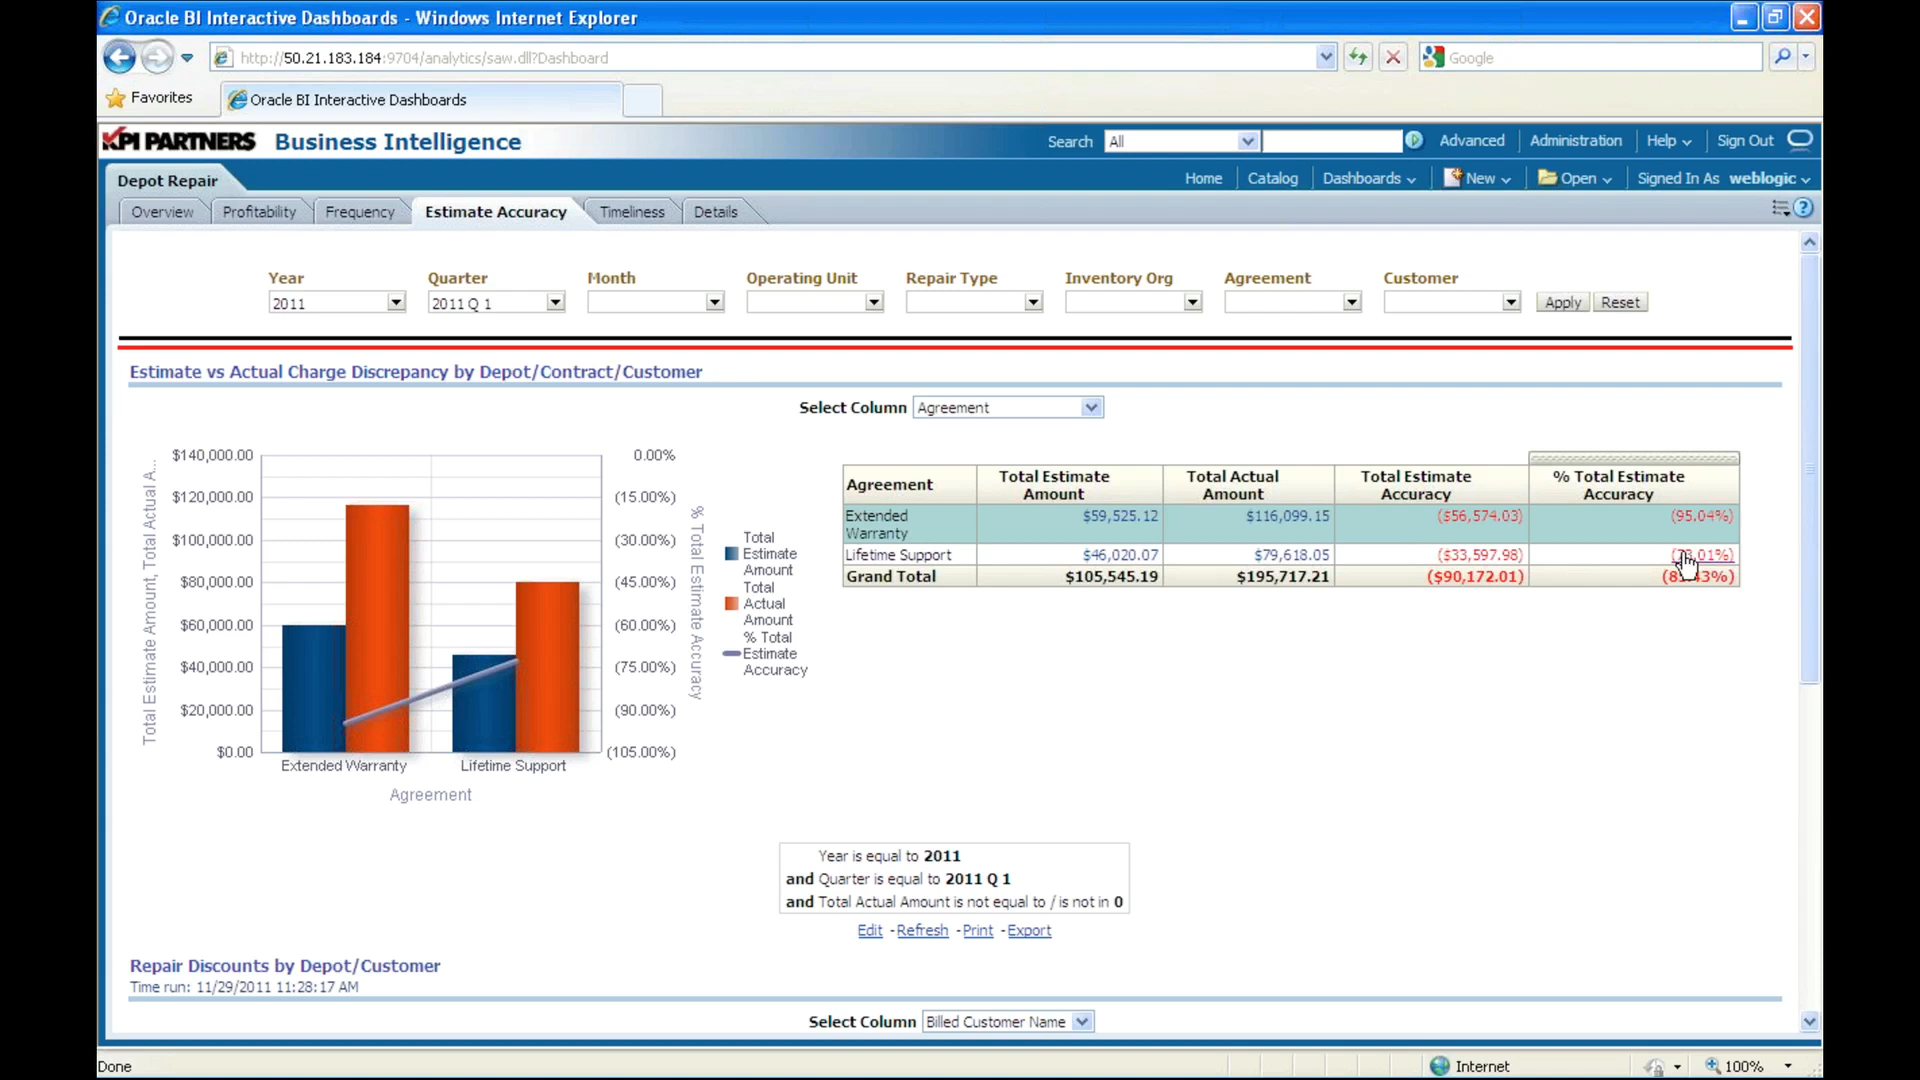 Oracle BI Interactive Dashboards - Windows Internet Explorer
http://50.21.183.184:9704/analytics/saw.dll?Dashboard
Google
Favorites
Oracle BI Interactive Dashboards
KPI PARTNERS Business Intelligence
Search All Advanced Administration Help Sign Out
Depot Repair
Home Catalog Dashboards New Open Signed In As weblogic
Overview Profitability Frequency Estimate Accuracy Timeliness Details
Year Quarter Month Operating Unit Repair Type Inventory Org Agreement Customer
2011 2011 Q 1 Apply Reset
Estimate vs Actual Charge Discrepancy by Depot/Contract/Customer
Select Column Agreement
Total Estimate Amount, Total Actual A...
$140,000.00
$120,000.00
$100,000.00
$80,000.00
$60,000.00
$40,000.00
$20,000.00
$0.00
Extended Warranty Lifetime Support
Agreement
0.00%
(15.00%)
(30.00%)
(45.00%)
(60.00%)
(75.00%)
(90.00%)
(105.00%)
% Total Estimate Accuracy
Total
Estimate
Amount
Total
Actual
Amount
% Total
Estimate
Accuracy
Agreement Total Estimate Amount Total Actual Amount Total Estimate Accuracy % Total Estimate Accuracy
Extended Warranty $59,525.12 $116,099.15 ($56,574.03) (95.04%)
Lifetime Support $46,020.07 $79,618.05 ($33,597.98)
Grand Total $105,545.19 $195,717.21 ($90,172.01)
Year is equal to 2011
and Quarter is equal to 2011 Q 1
and Total Actual Amount is not equal to / is not in 0
Edit - Refresh - Print - Export
Repair Discounts by Depot/Customer
Time run: 11/29/2011 11:28:17 AM
Select Column Billed Customer Name
Done Internet 100%